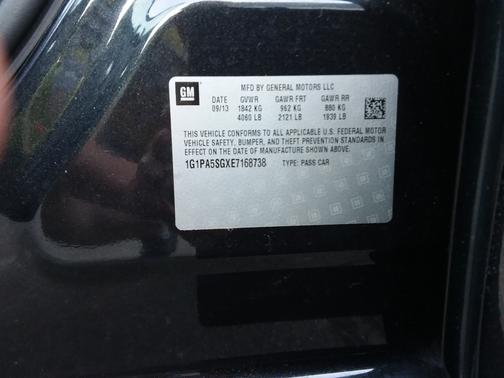 GM
MFD BY GENERAL MOTORS LLC
DATE GVWR GAWR FRT GAWR RR
09/13 1842 KG 962 KG 880 KG
4060 LB 2121 LB 1939 LB
THIS VEHICLE CONFORMS TO ALL APPLICABLE U.S. FEDERAL MOTOR
VEHICLE SAFETY, BUMPER, AND THEFT PREVENTION STANDARDS IN
EFFECT ON THE DATE OF MANUFACTURE SHOWN ABOVE.
1G1PA5SGXE7168738 TYPE: PASS CAR